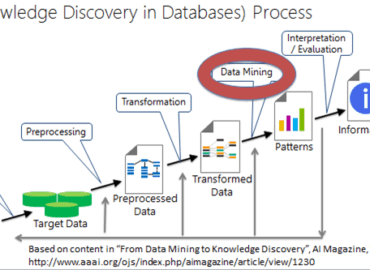 wledge Discovery in Databases) Process
Interpretation
/ Evaluation
Data Mining
Transformation
Preprocessing
i
Patterns
Inform
Transformed
Data
Preprocessed
Data
Target Data
Based on content in "From Data Mining to Knowledge Discovery", AI Magazine,
http://www.aaai.org/ojs/index.php/aimagazine/article/view/1230